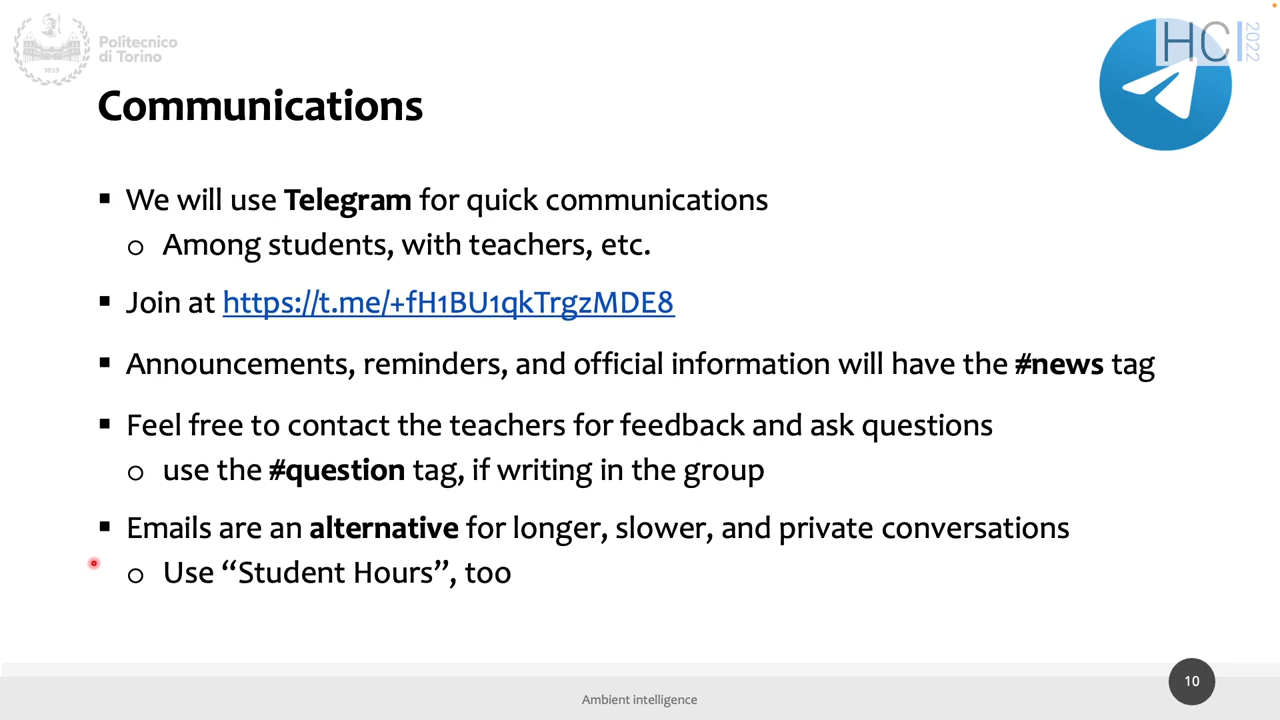 Politecnico
di Torino
1859
HCI
2022
Communications
▪ We will use Telegram for quick communications
o Among students, with teachers, etc.
▪ Join at https://t.me/+fH1BU1qkTrgzMDE8
▪ Announcements, reminders, and official information will have the #news tag
▪ Feel free to contact the teachers for feedback and ask questions
o use the #question tag, if writing in the group
▪ Emails are an alternative for longer, slower, and private conversations
o Use “Student Hours”, too
10
Ambient intelligence